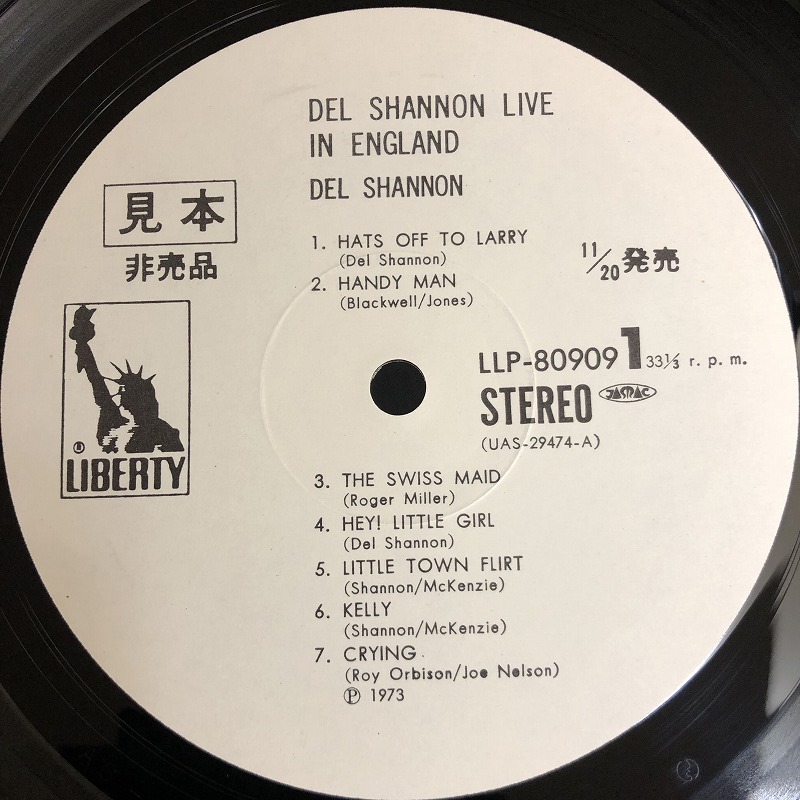 DEL SHANNON LIVE
IN ENGLAND
DEL SHANNON
見本
非売品
1. HATS OFF TO LARRY
(Del Shannon)
2. HANDY MAN
(Blackwell/Jones)
11/20発売
LLP-80909 1 33⅓ r. p. m.
STEREO JASRAC
(UAS-29474-A)
® LIBERTY
3. THE SWISS MAID
(Roger Miller)
4. HEY! LITTLE GIRL
(Del Shannon)
5. LITTLE TOWN FLIRT
(Shannon/McKenzie)
6. KELLY
(Shannon/McKenzie)
7. CRYING
(Roy Orbison/Joe Nelson)
Ⓟ 1973